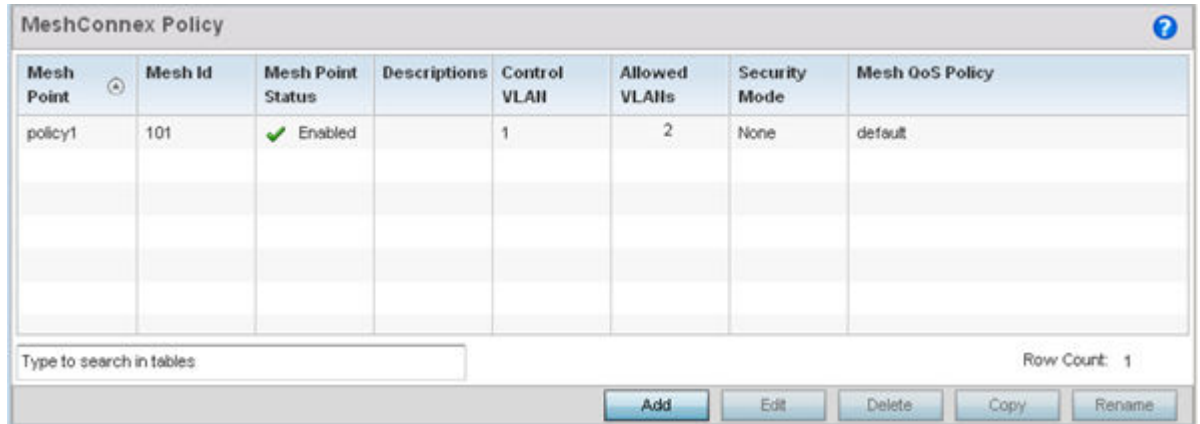 MeshConnex Policy
?
Mesh Point
Mesh Id
Mesh Point Status
Descriptions
Control VLAN
Allowed VLANs
Security Mode
Mesh QoS Policy
policy1 101 Enabled 1 2 None default
Type to search in tables
Row Count: 1
Add Edit Delete Copy Rename